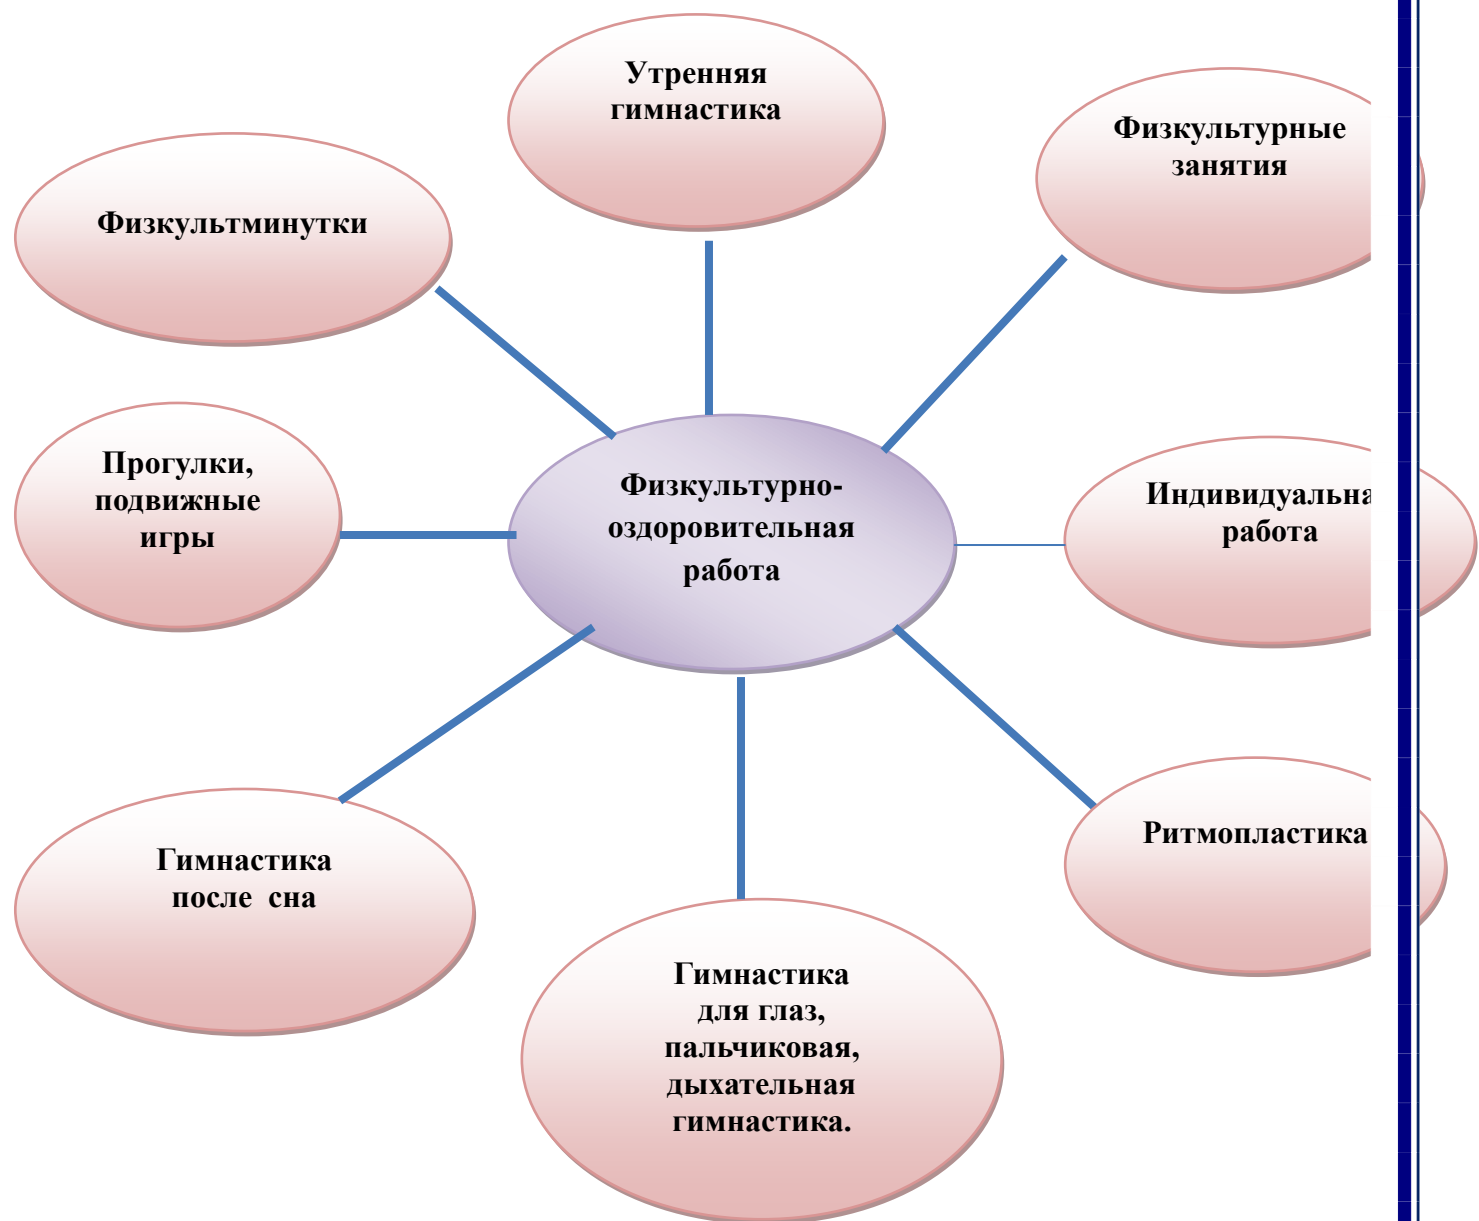 Утренняя
гимнастика
Физкультурные
занятия
Физкультминутки
Прогулки,
подвижные
игры
Физкультурно-
оздоровительная
работа
Индивидуальна
работа
Ритмопластика
Гимнастика
после сна
Гимнастика
для глаз,
пальчиковая,
дыхательная
гимнастика.